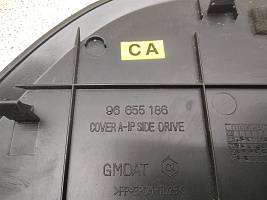 CA
96 655 186
COVER A-IP SIDE DRIVE
GMDAT